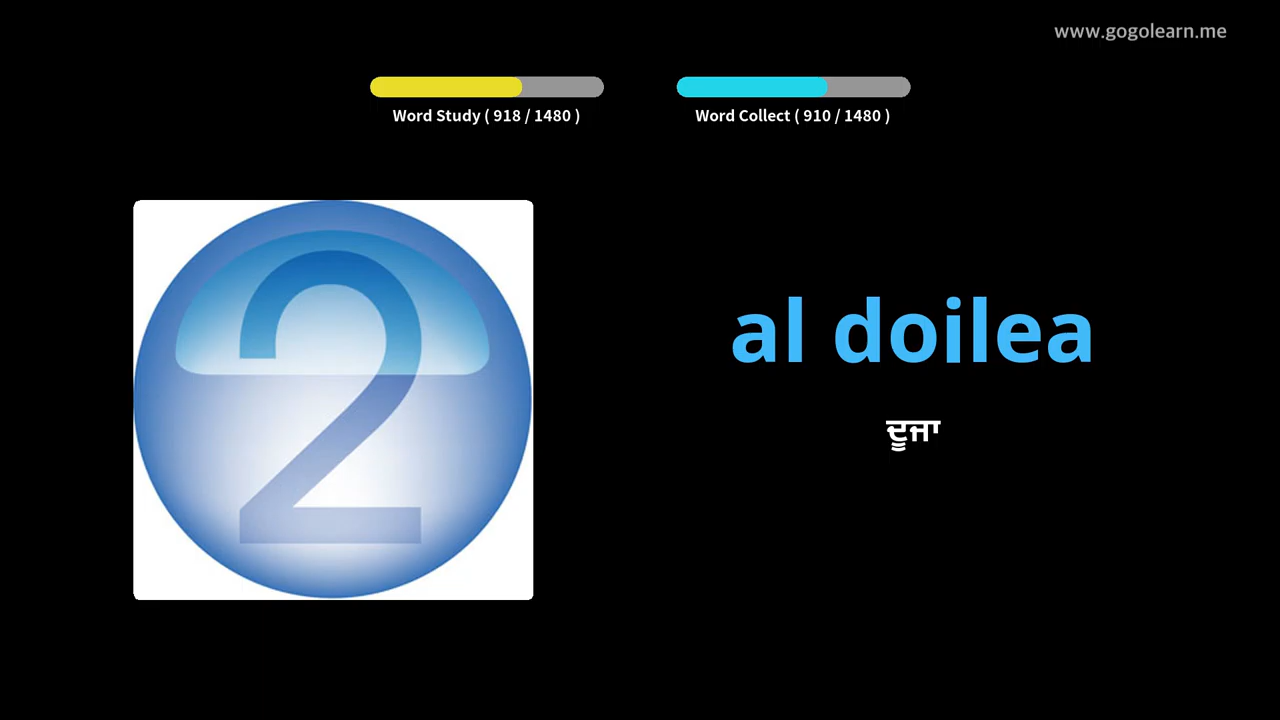 www.gogolearn.me
Word Study ( 918 / 1480 )
Word Collect ( 910 / 1480 )
2
al doilea
ਦੂਜਾ